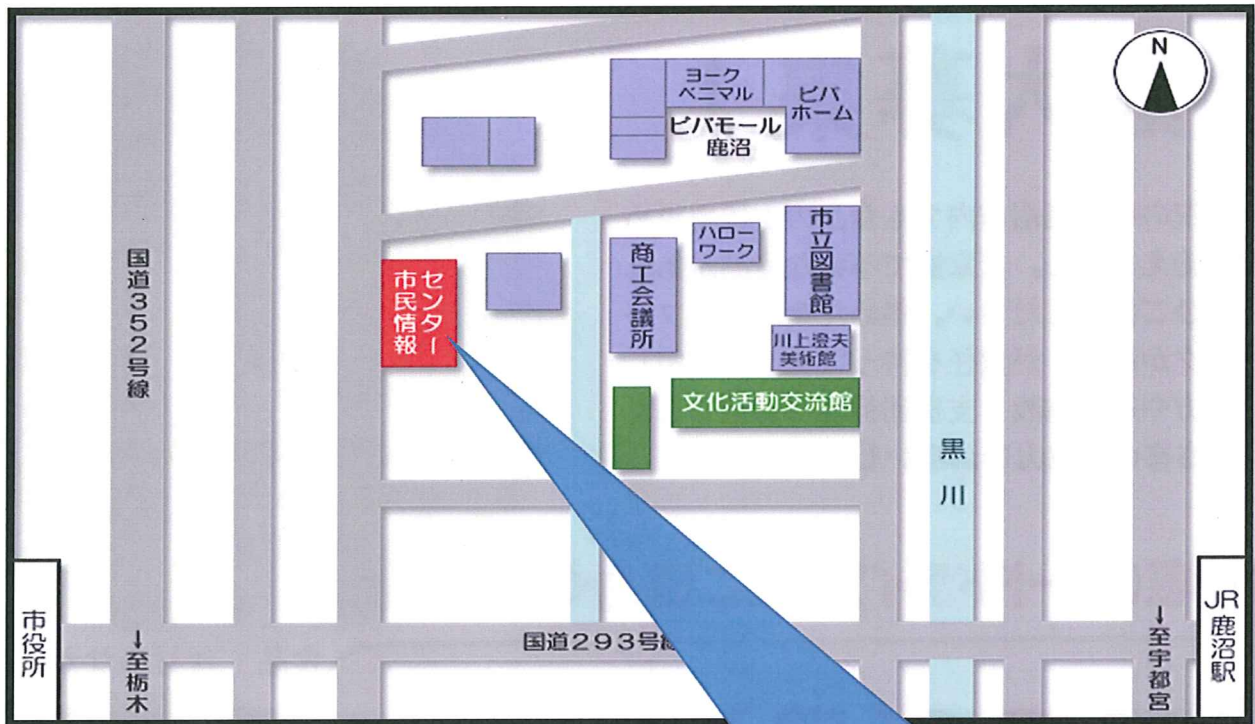 N
ヨーク
ベニマル
ビバ
ホーム
ビバモール
鹿沼
国道352号線
市民情報
センター
商工会議所
ハロー
ワーク
市立図書館
川上澄夫
美術館
文化活動交流館
黒川
市役所
↓至栃木
国道293号線
↓至宇都宮
JR鹿沼駅